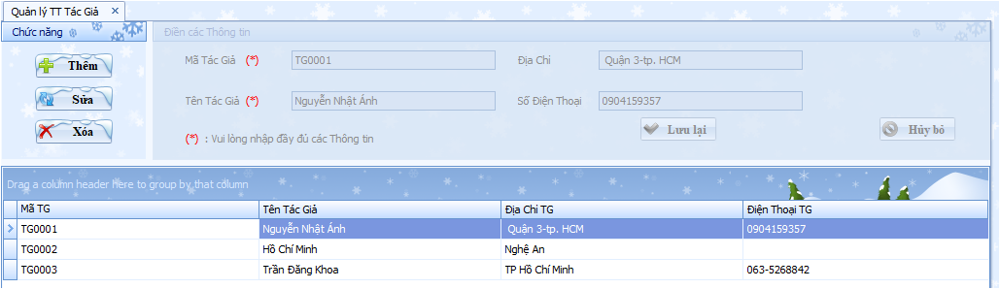 Quản lý TT Tác Giả
Chức năng
Điền các Thông tin
Thêm
Mã Tác Giả (*) TG0001 Địa Chỉ Quận 3-tp. HCM
Sửa
Tên Tác Giả (*) Nguyễn Nhật Ánh Số Điện Thoại 0904159357
Xóa
(*) : Vui lòng nhập đầy đủ các Thông tin
Lưu lại
Hủy bỏ
Drag a column header here to group by that column
Mã TG Tên Tác Giả Địa Chỉ TG Điện Thoại TG
TG0001 Nguyễn Nhật Ánh Quận 3-tp. HCM 0904159357
TG0002 Hồ Chí Minh Nghệ An
TG0003 Trần Đăng Khoa TP Hồ Chí Minh 063-5268842